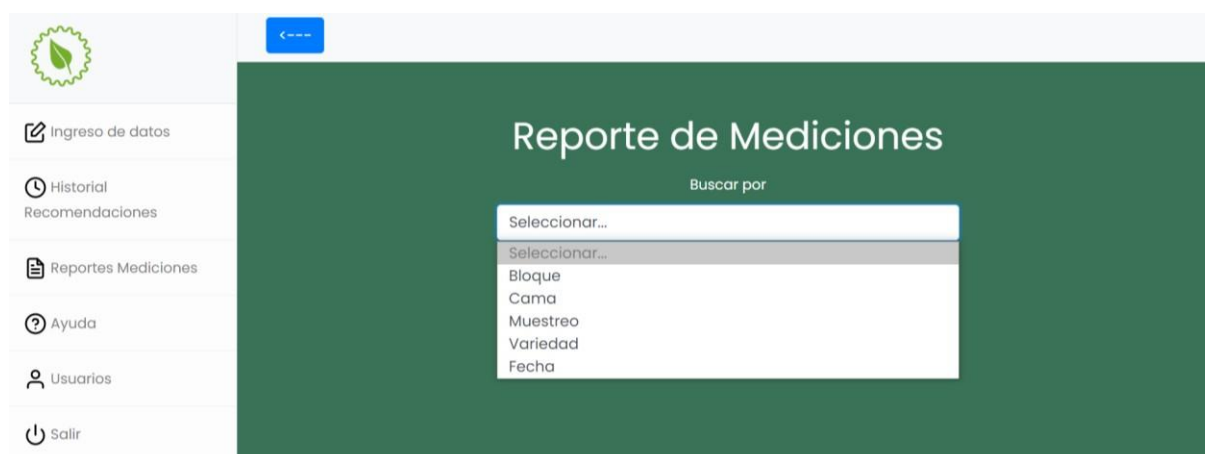 <---
Ingreso de datos
Historial
Recomendaciones
Reportes Mediciones
Ayuda
Usuarios
Salir
Reporte de Mediciones
Buscar por
Seleccionar...
Seleccionar...
Bloque
Cama
Muestreo
Variedad
Fecha